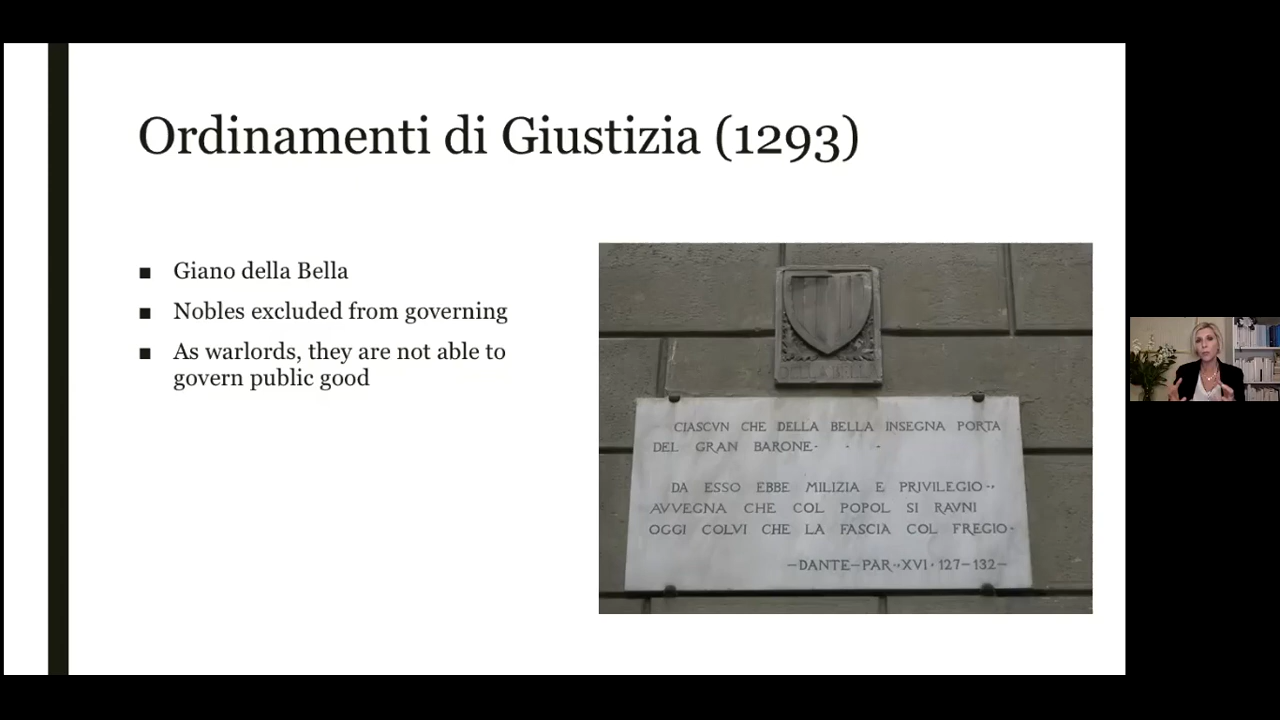 Ordinamenti di Giustizia (1293)
■ Giano della Bella
■ Nobles excluded from governing
■ As warlords, they are not able to
govern public good
DELLA BELLA
CIASCVN CHE DELLA BELLA INSEGNA PORTA
DEL GRAN BARONE· · ·
DA ESSO EBBE MILIZIA E PRIVILEGIO··,
AVVEGNA CHE COL POPOL SI RAVNI
OGGI COLVI CHE LA FASCIA COL FREGIO·
—DANTE—PAR··XVI·127—132—